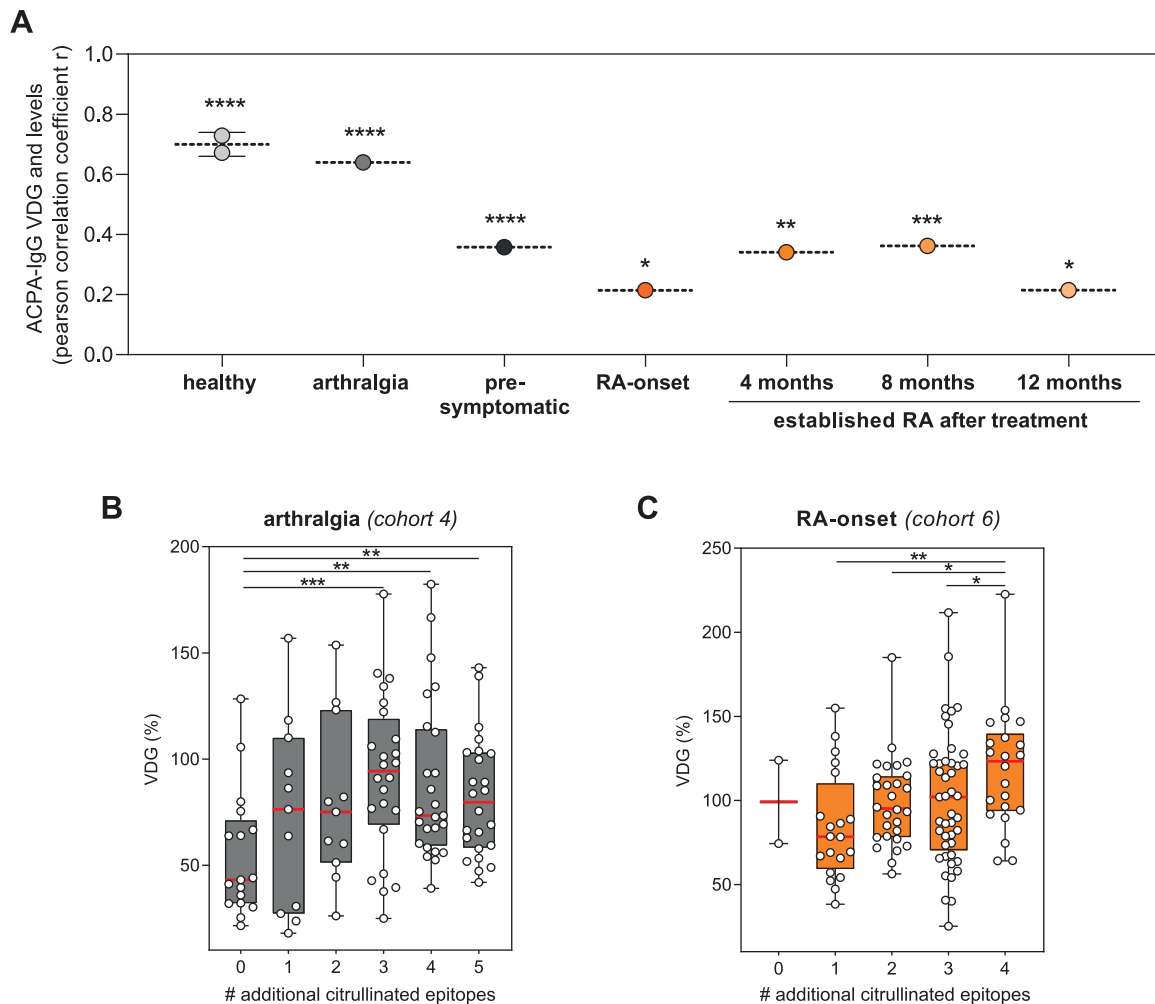 A
ACPA-IgG VDG and levels
(pearson correlation coefficient r)
1.0
0.8
0.6
0.4
0.2
0.0
****
****
****
*
**
***
*
healthy
arthralgia
pre-
symptomatic
RA-onset
4 months
8 months
12 months
established RA after treatment
B
arthralgia (cohort 4)
VDG (%)
200
150
100
50
**
**
***
0 1 2 3 4 5
# additional citrullinated epitopes
C
RA-onset (cohort 6)
VDG (%)
250
200
150
100
50
**
*
*
0 1 2 3 4
# additional citrullinated epitopes